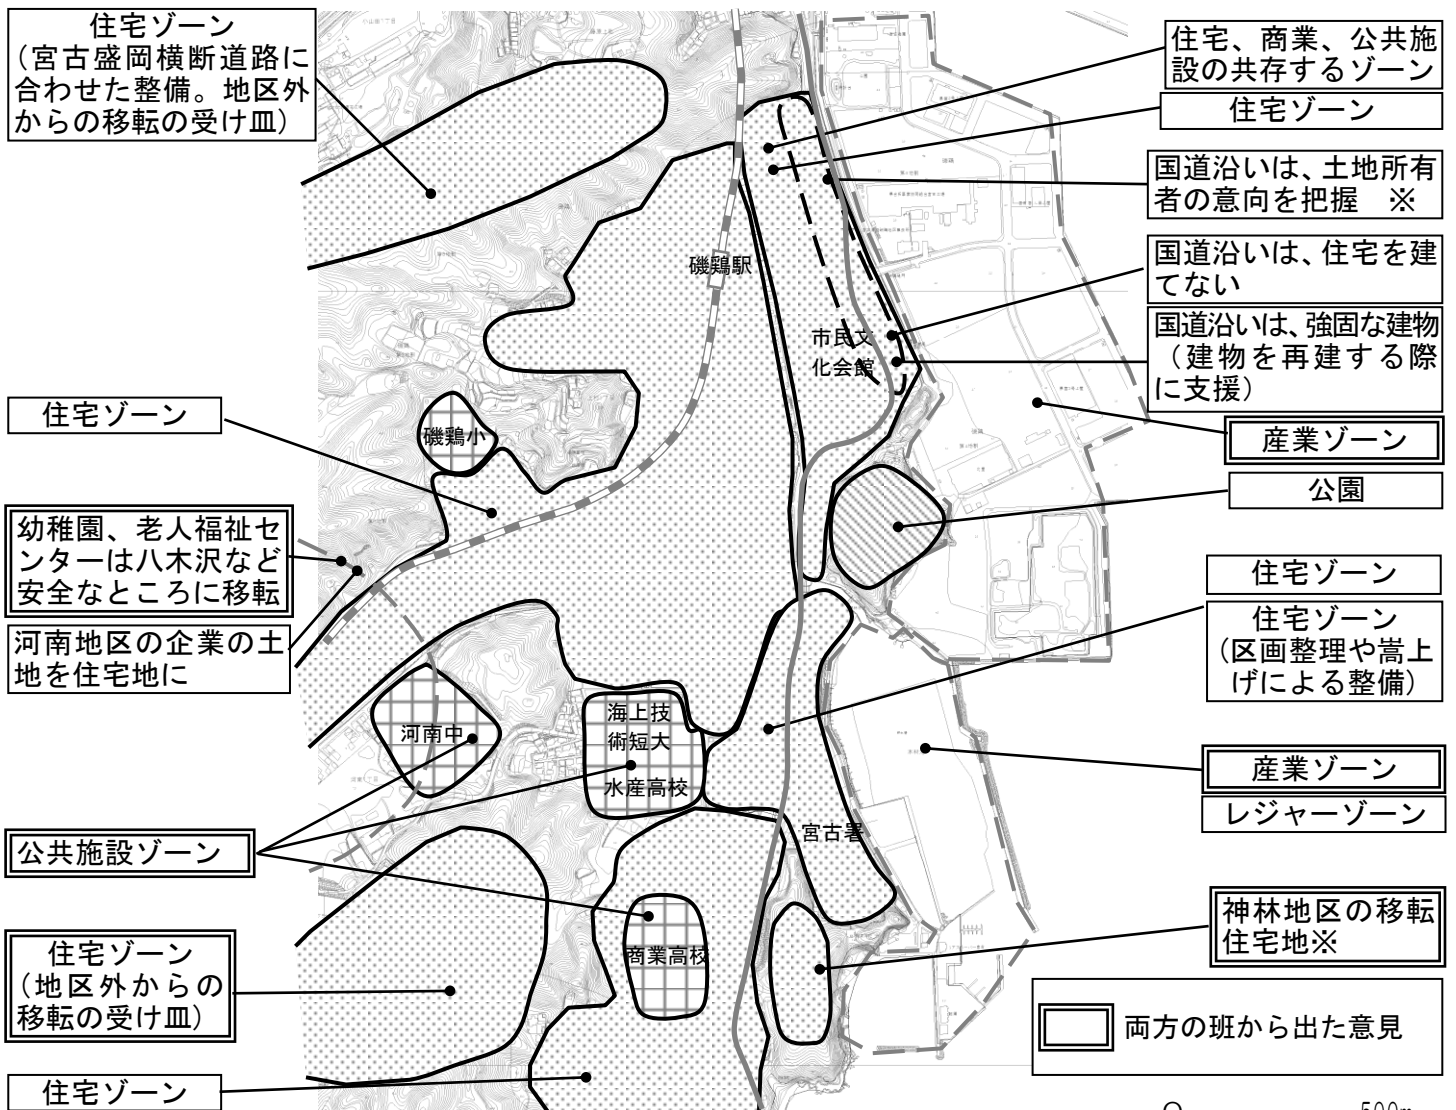 住宅ゾーン
（宮古盛岡横断道路に
合わせた整備。地区外
からの移転の受け皿）
住宅、商業、公共施
設の共存するゾーン
住宅ゾーン
国道沿いは、土地所有
者の意向を把握　※
国道沿いは、住宅を建
てない
国道沿いは、強固な建物
（建物を再建する際
に支援）
磯鶏駅
市民文
化会館
住宅ゾーン
磯鶏小
産業ゾーン
公園
幼稚園、老人福祉セ
ンターは八木沢など
安全なところに移転
河南地区の企業の土
地を住宅地に
住宅ゾーン
住宅ゾーン
（区画整理や嵩上
げによる整備）
河南中
海上技
術短大
水産高校
産業ゾーン
レジャーゾーン
公共施設ゾーン
宮古署
神林地区の移転
住宅地※
商業高校
住宅ゾーン
（地区外からの
移転の受け皿）
両方の班から出た意見
住宅ゾーン
0 500m